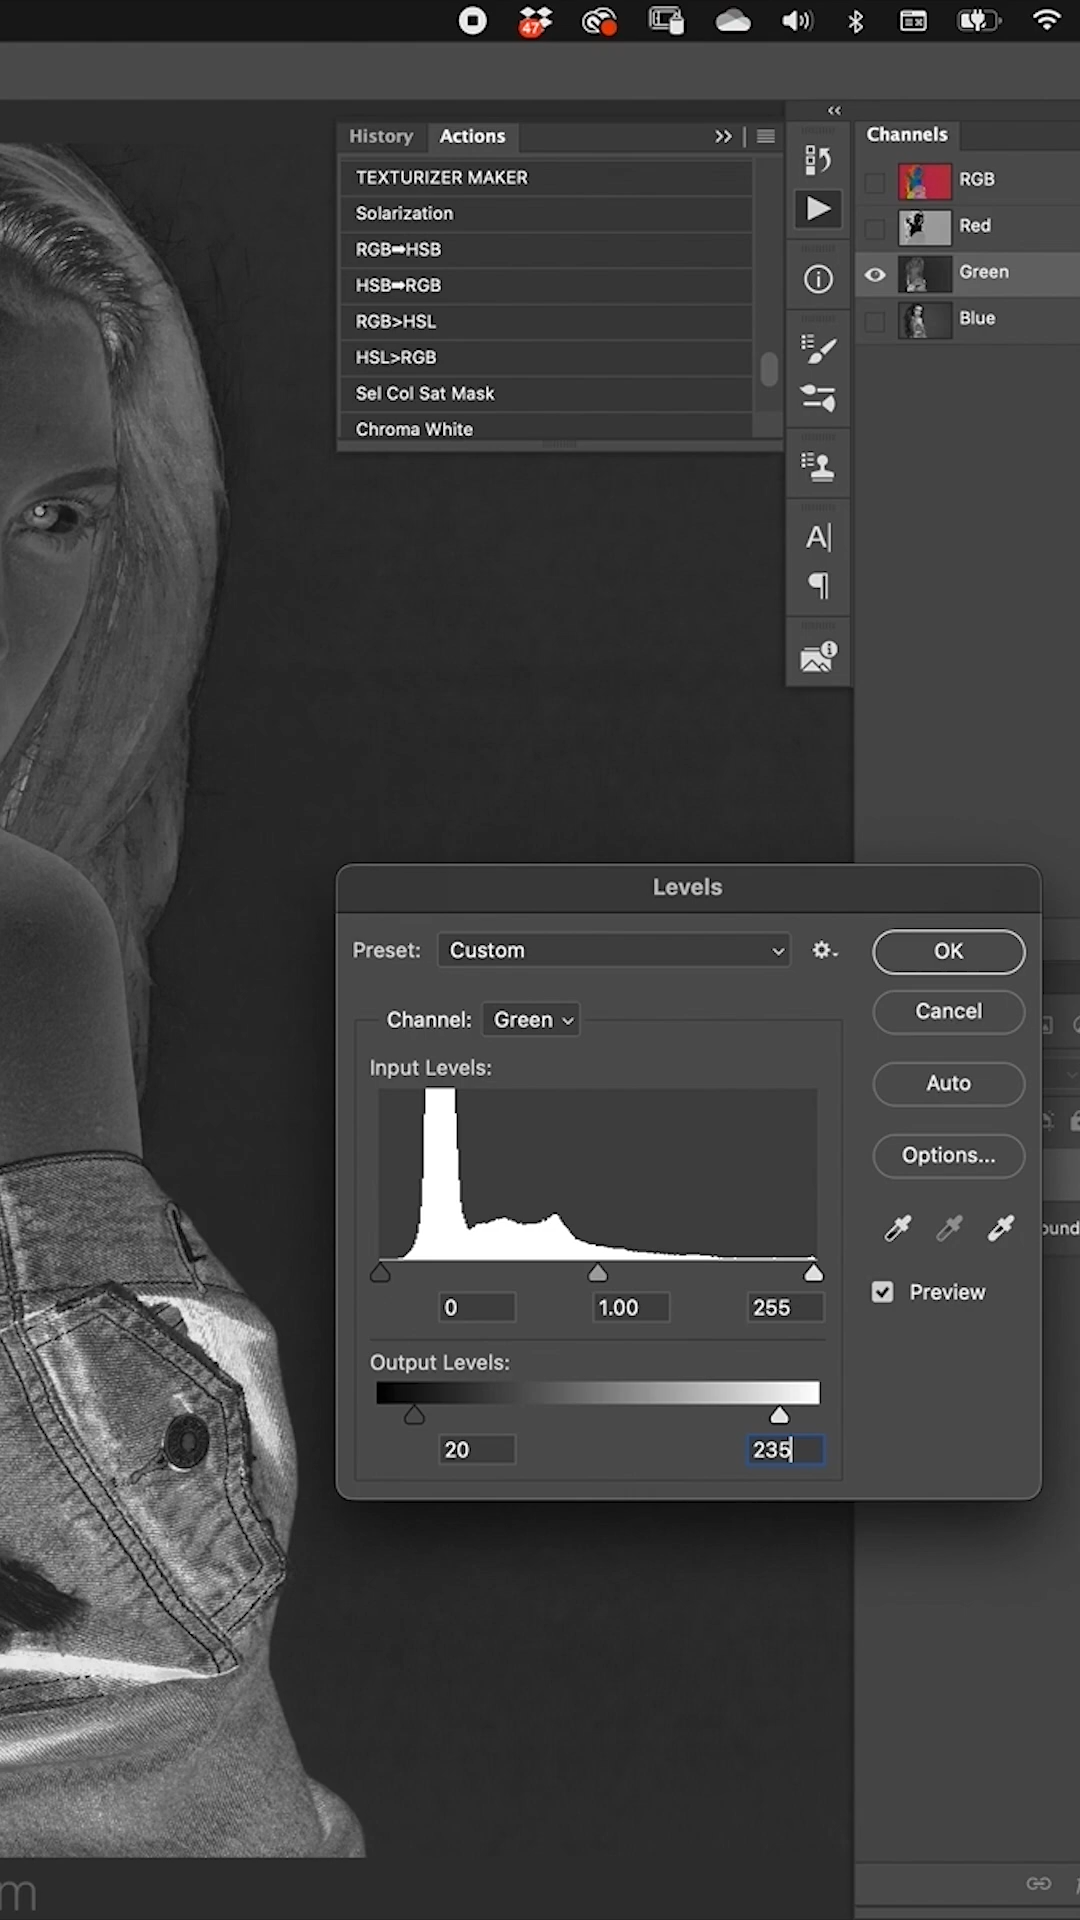 47
History
Actions
TEXTURIZER MAKER
Solarization
RGB➡HSB
HSB➡RGB
RGB>HSL
HSL>RGB
Sel Col Sat Mask
Chroma White
Channels
RGB
Red
Green
Blue
A|
Levels
Preset: Custom
OK
Channel: Green
Cancel
Input Levels:
Auto
Options...
0 1.00 255
Preview
Output Levels:
20 235
ound
m